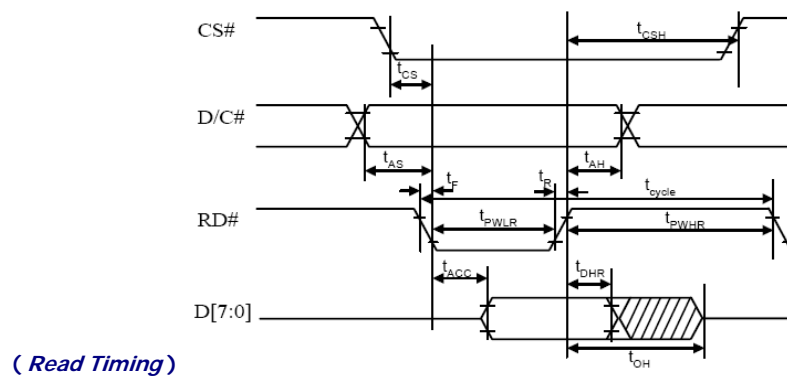 CS#
tCSH
tCS
D/C#
tAS
tAH
tF
tR
tcycle
RD#
tPWLR
tPWHR
tACC
tDHR
D[7:0]
tOH
( Read Timing )